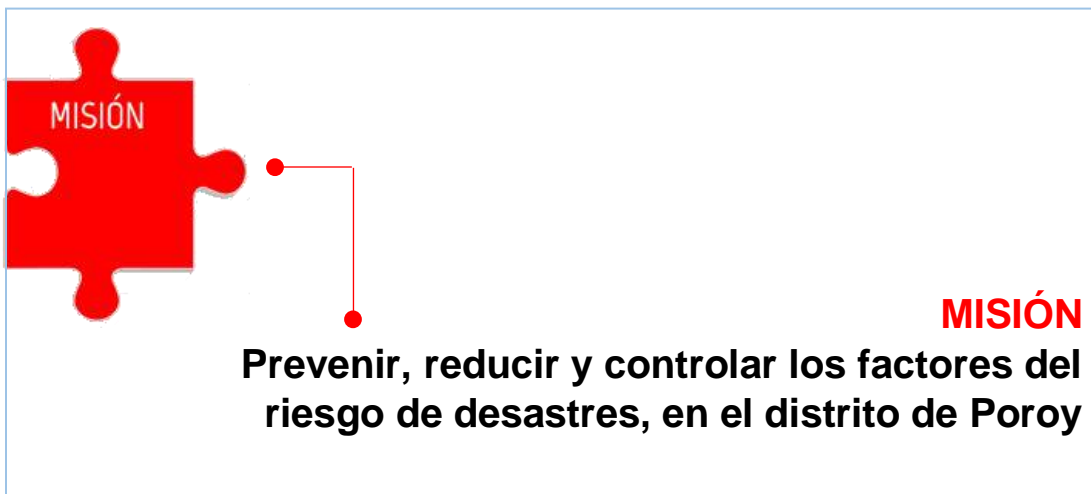 MISIÓN
MISIÓN
Prevenir, reducir y controlar los factores del
riesgo de desastres, en el distrito de Poroy